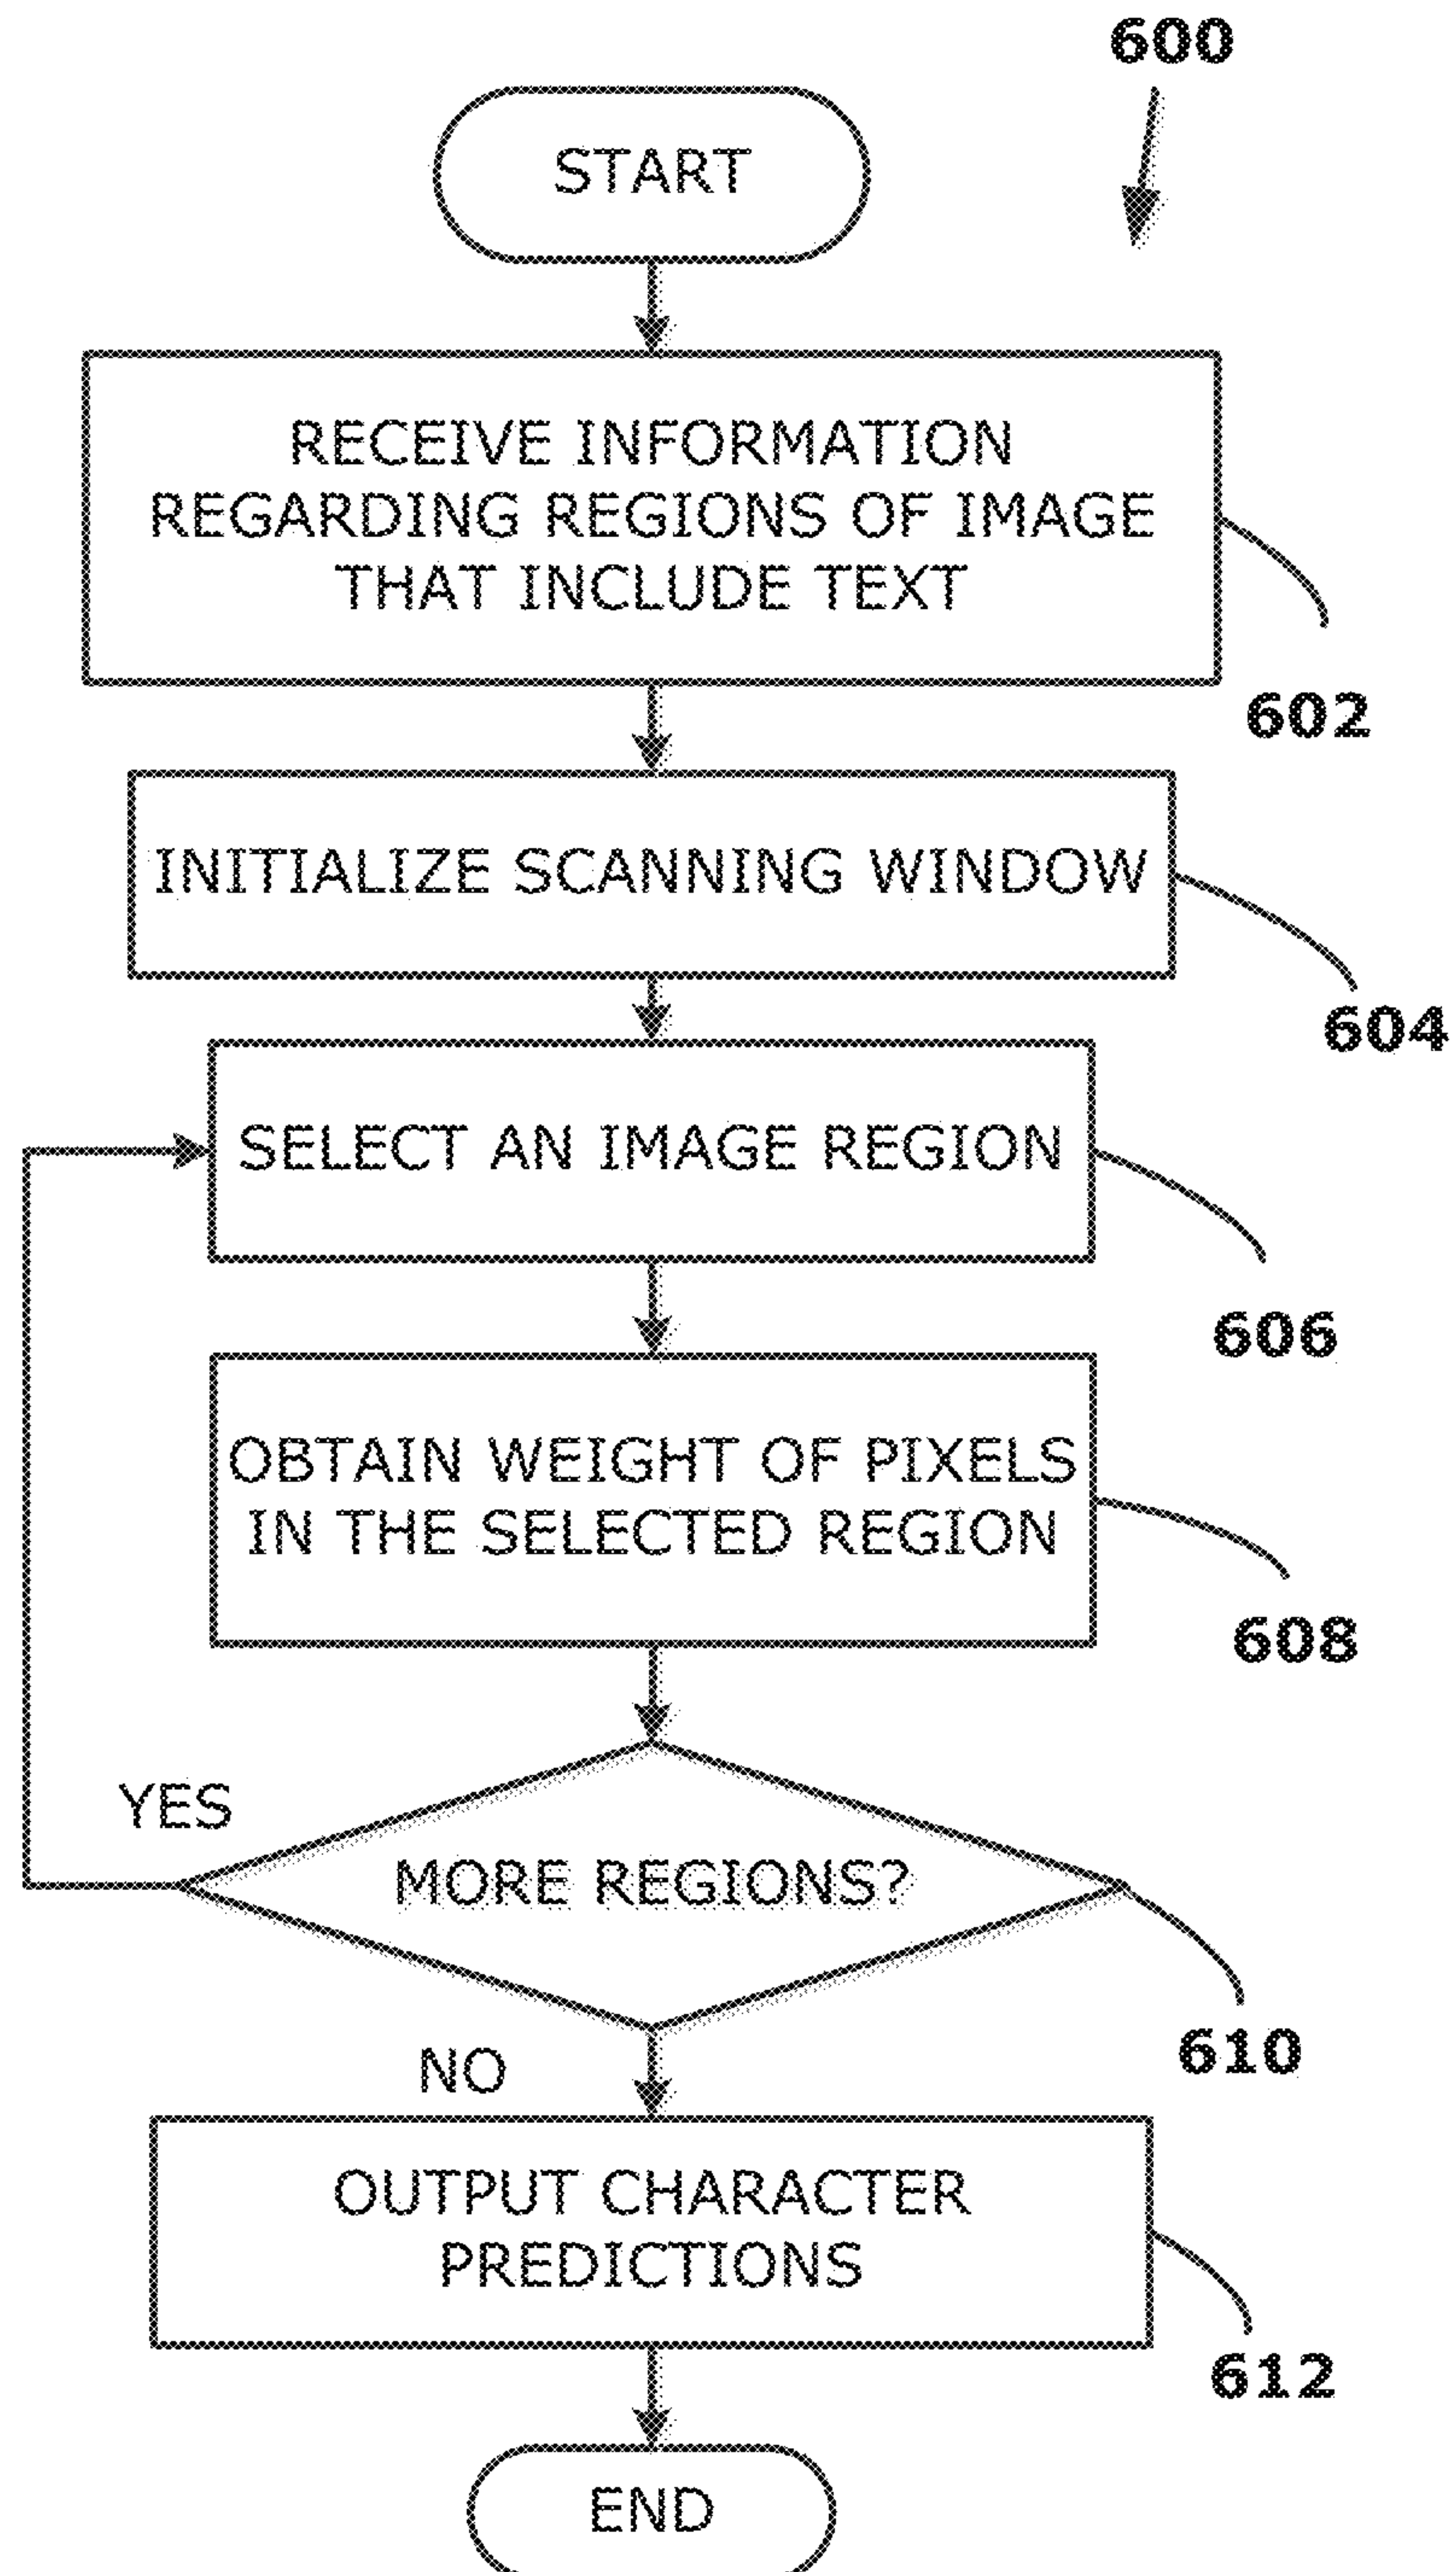 600
START
RECEIVE INFORMATION
REGARDING REGIONS OF IMAGE
THAT INCLUDE TEXT
602
INITIALIZE SCANNING WINDOW
604
SELECT AN IMAGE REGION
606
OBTAIN WEIGHT OF PIXELS
IN THE SELECTED REGION
608
YES
MORE REGIONS?
610
NO
OUTPUT CHARACTER
PREDICTIONS
612
END